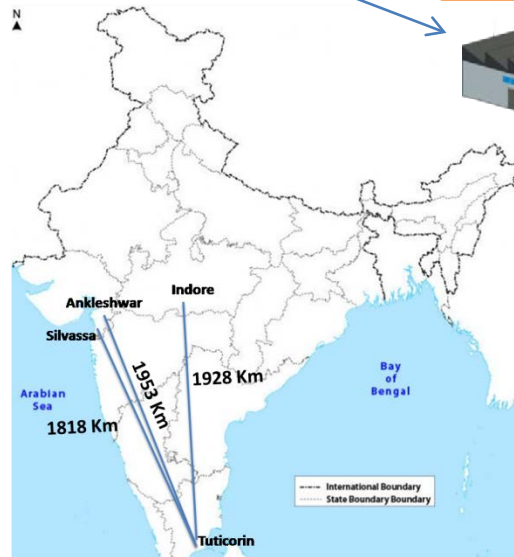 N
Ankleshwar
Indore
Silvassa
1953 Km
1928 Km
1818 Km
Arabian
Sea
Bay
of
Bengal
International Boundary
State Boundary Boundary
Tuticorin